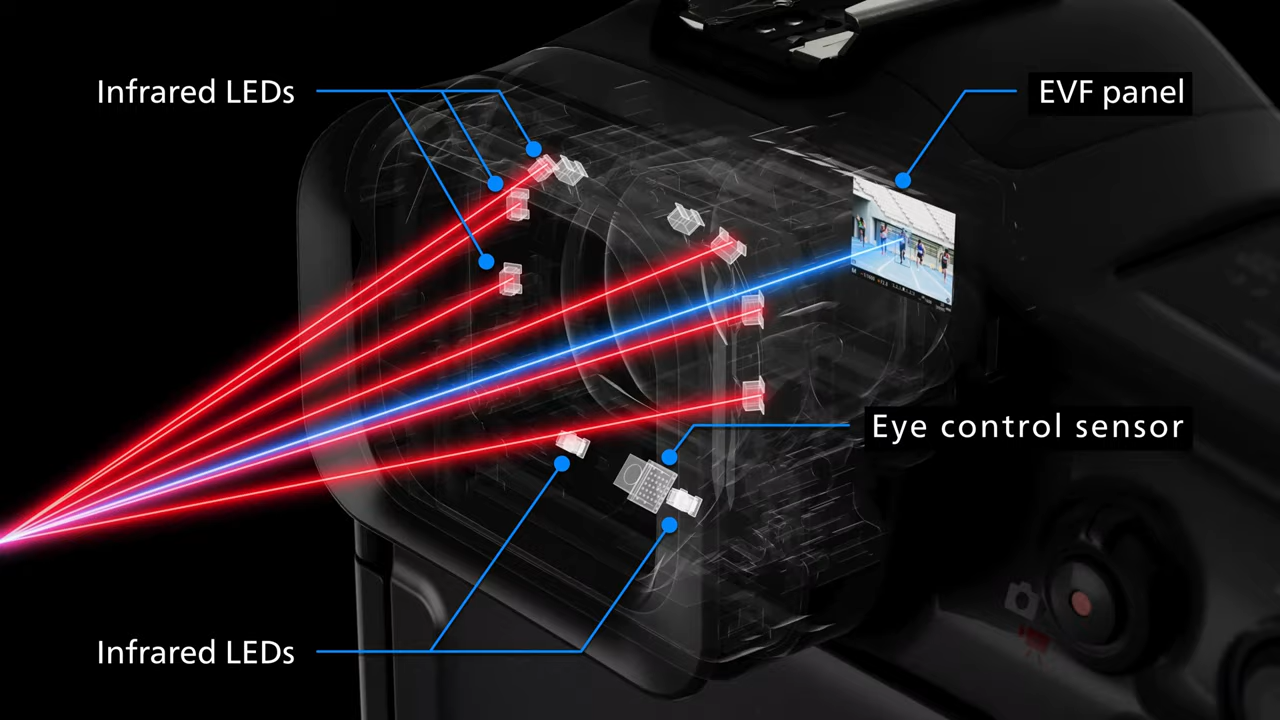 Infrared LEDs
EVF panel
Eye control sensor
Infrared LEDs